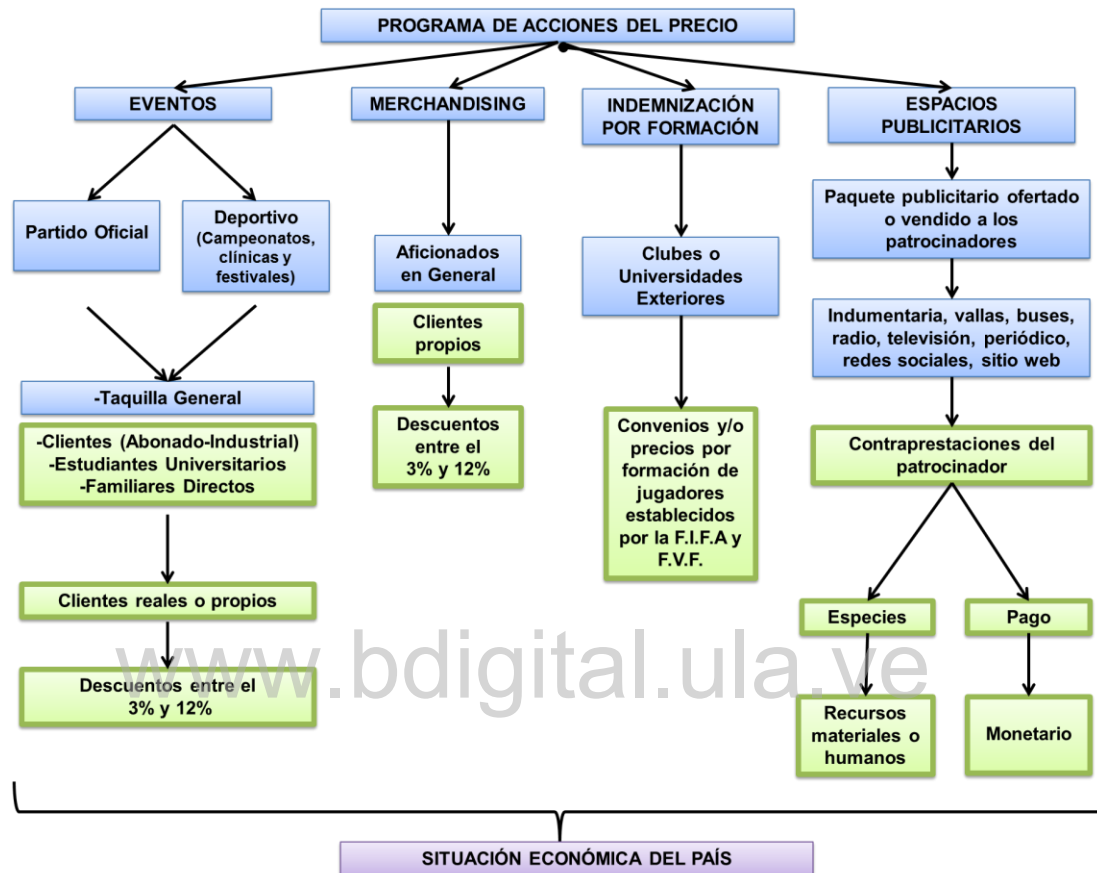 PROGRAMA DE ACCIONES DEL PRECIO
EVENTOS
MERCHANDISING
INDEMNIZACIÓN
POR FORMACIÓN
ESPACIOS
PUBLICITARIOS
Partido Oficial
Deportivo
(Campeonatos,
clínicas y
festivales)
Aficionados
en General
Clubes o
Universidades
Exteriores
Paquete publicitario ofertado
o vendido a los
patrocinadores
Clientes
propios
Indumentaria, vallas, buses,
radio, televisión, periódico,
redes sociales, sitio web
-Taquilla General
-Clientes (Abonado-Industrial)
-Estudiantes Universitarios
-Familiares Directos
Descuentos
entre el
3% y 12%
Convenios y/o
precios por
formación de
jugadores
establecidos
por la F.I.F.A y
F.V.F.
Contraprestaciones del
patrocinador
Clientes reales o propios
Especies
Pago
www.bdigital.ula.ve
Descuentos entre el
3% y 12%
Recursos
materiales o
humanos
Monetario
SITUACIÓN ECONÓMICA DEL PAÍS